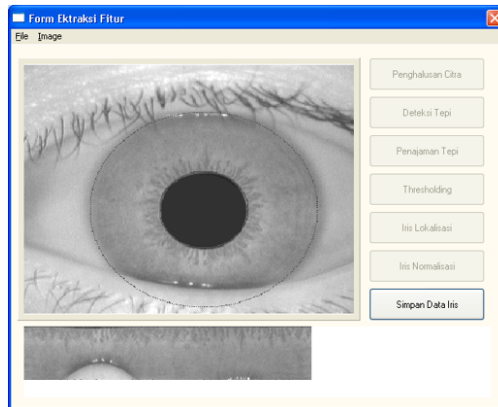 Form Ektraksi Fitur
File Image
Penghalusan Citra
Deteksi Tepi
Penajaman Tepi
Thresholding
Iris Lokalisasi
Iris Normalisasi
Simpan Data Iris